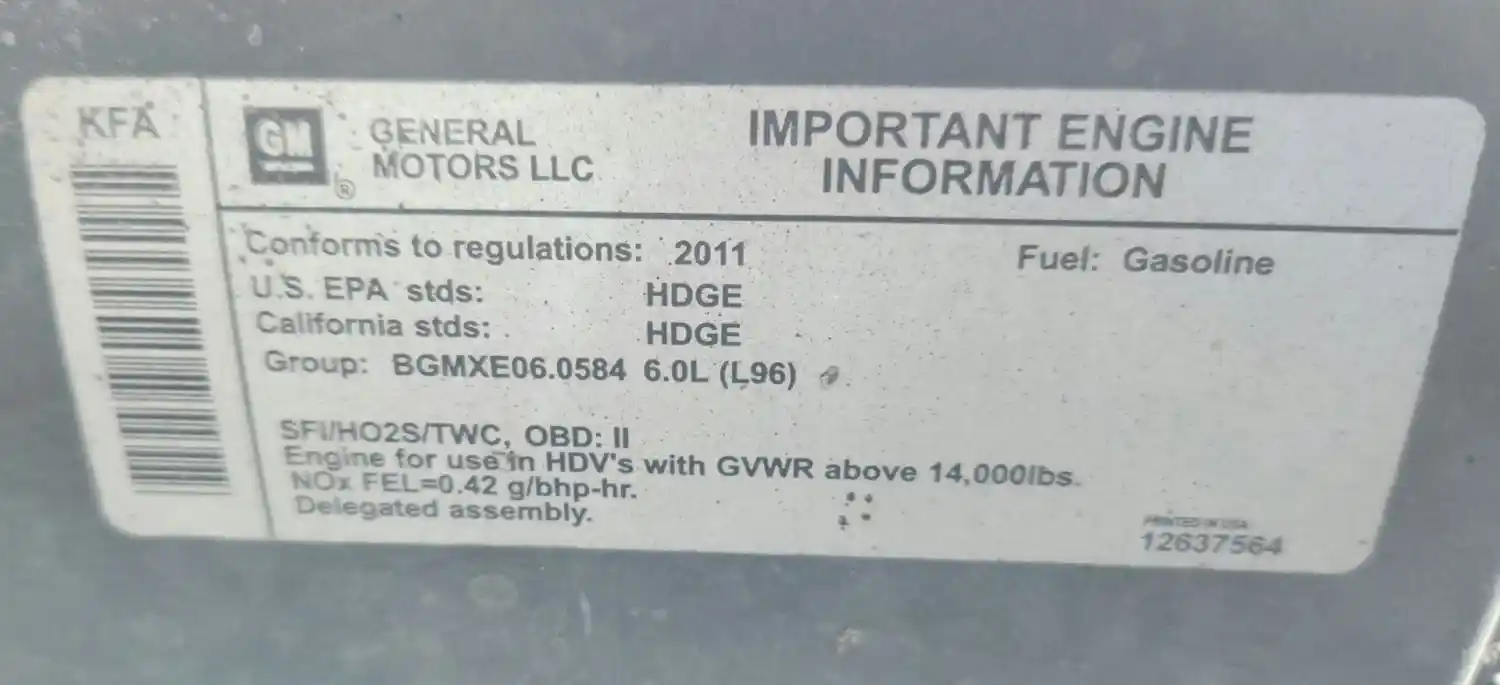 KFA
GM
GENERAL
MOTORS LLC
®
IMPORTANT ENGINE
INFORMATION
Conforms to regulations: 2011
Fuel: Gasoline
U.S. EPA stds: HDGE
California stds: HDGE
Group: BGMXE06.0584 6.0L (L96)
SFI/HO2S/TWC, OBD: II
Engine for use in HDV's with GVWR above 14,000lbs.
NOx FEL=0.42 g/bhp-hr.
Delegated assembly.
PRINTED IN USA
12637564